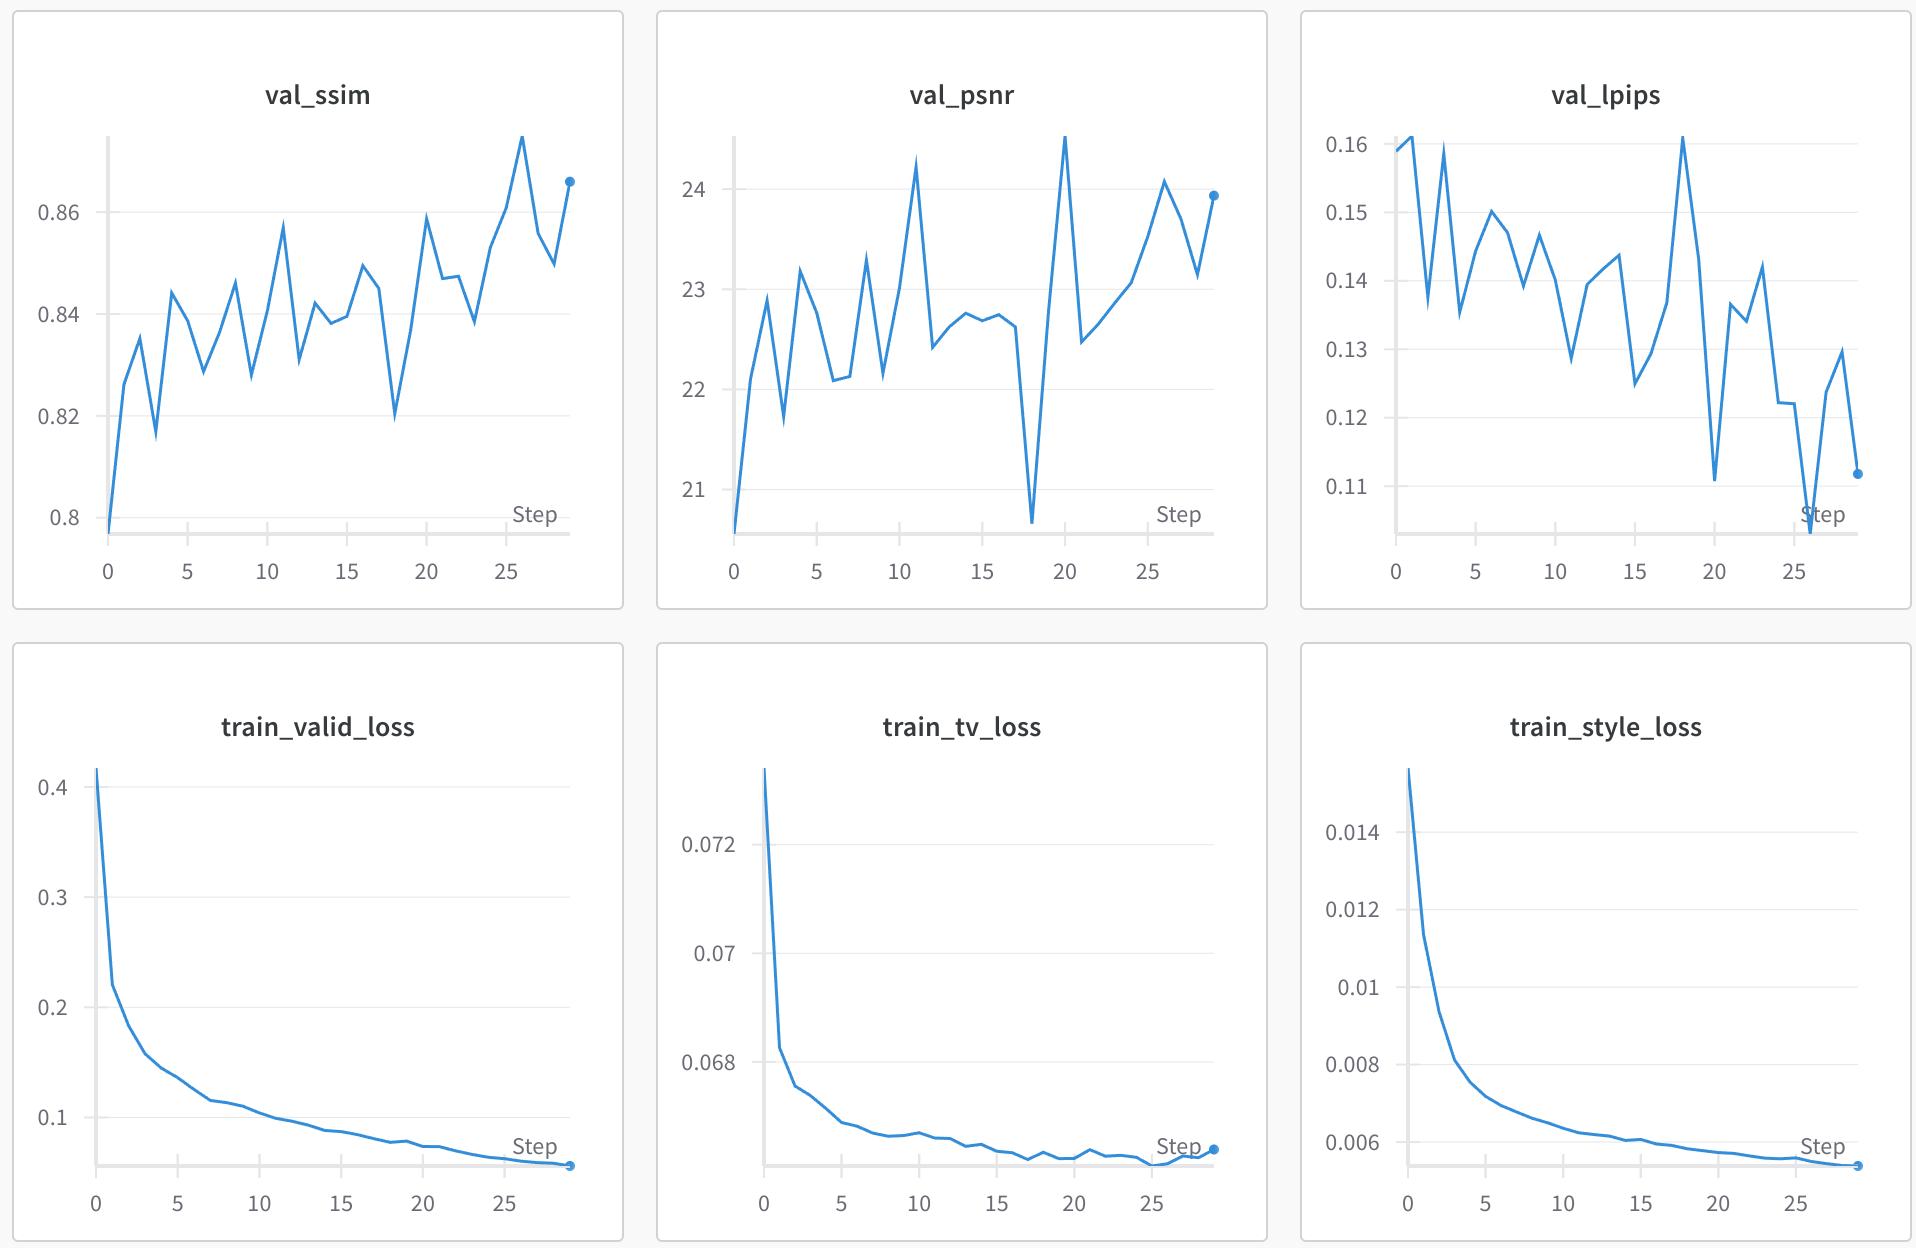 val_ssim
0.86
0.84
0.82
0.8
Step
0 5 10 15 20 25
val_psnr
24
23
22
21
Step
0 5 10 15 20 25
val_lpips
0.16
0.15
0.14
0.13
0.12
0.11
Step
0 5 10 15 20 25
train_valid_loss
0.4
0.3
0.2
0.1
Step
0 5 10 15 20 25
train_tv_loss
0.072
0.07
0.068
Step
0 5 10 15 20 25
train_style_loss
0.014
0.012
0.01
0.008
0.006
Step
0 5 10 15 20 25